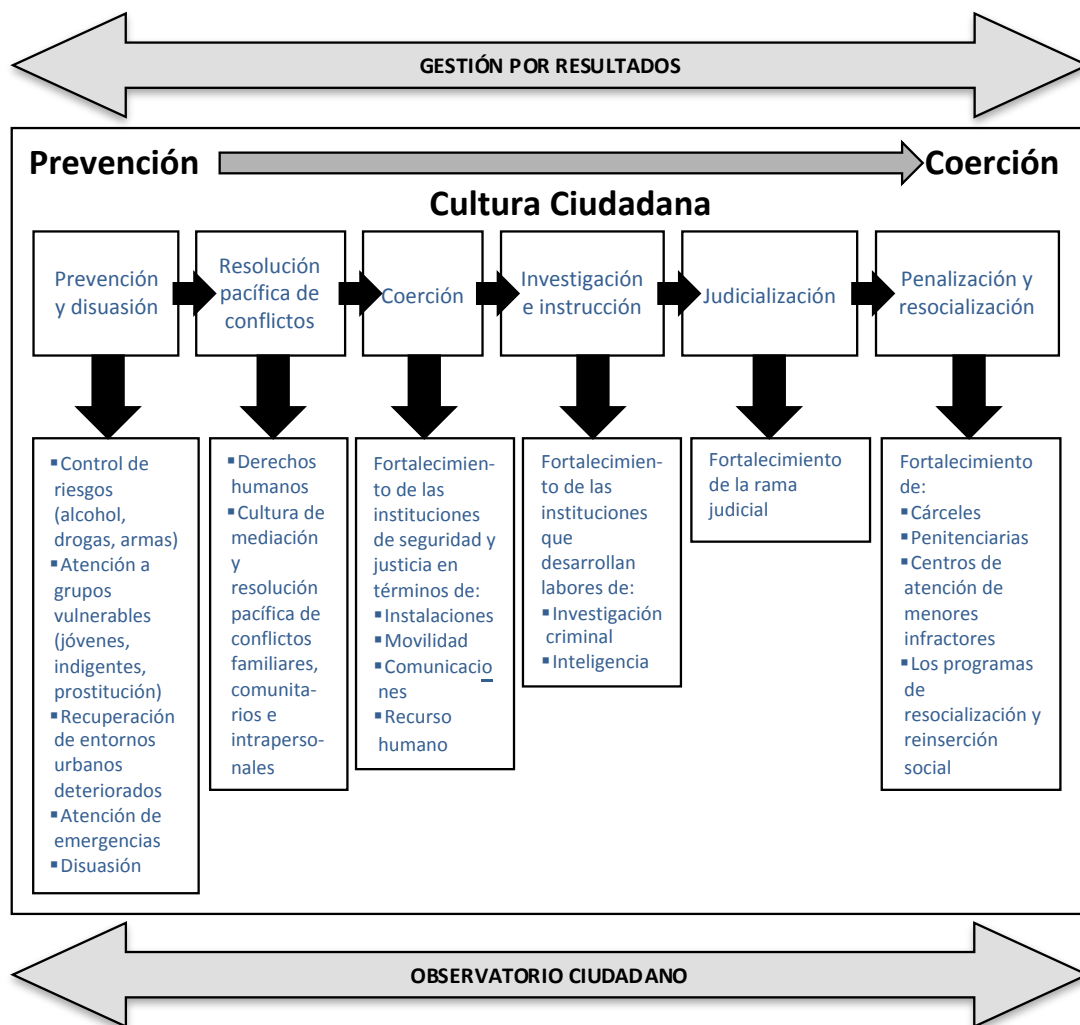 GESTIÓN POR RESULTADOS
Prevención
Coerción
Cultura Ciudadana
Prevención
y disuasión
Resolución
pacífica de
conflictos
Coerción
Investigación
e instrucción
Judicialización
Penalización y
resocialización
▪Control de
riesgos
(alcohol,
drogas, armas)
▪Atención a
grupos
vulnerables
(jóvenes,
indigentes,
prostitución)
▪Recuperación
de entornos
urbanos
deteriorados
▪Atención de
emergencias
▪Disuasión
▪Derechos
humanos
▪Cultura de
mediación
y
resolución
pacífica de
conflictos
familiares,
comunita-
rios e
intraperso-
nales
Fortalecimien-
to de las
instituciones
de seguridad y
justicia en
términos de:
▪Instalaciones
▪Movilidad
▪Comunicacio
nes
▪Recurso
humano
Fortalecimien-
to de las
instituciones
que
desarrollan
labores de:
▪Investigación
criminal
▪Inteligencia
Fortalecimiento
de la rama
judicial
Fortalecimiento
de:
▪Cárceles
▪Penitenciarias
▪Centros de
atención de
menores
infractores
▪Los programas
de
resocialización y
reinserción
social
OBSERVATORIO CIUDADANO